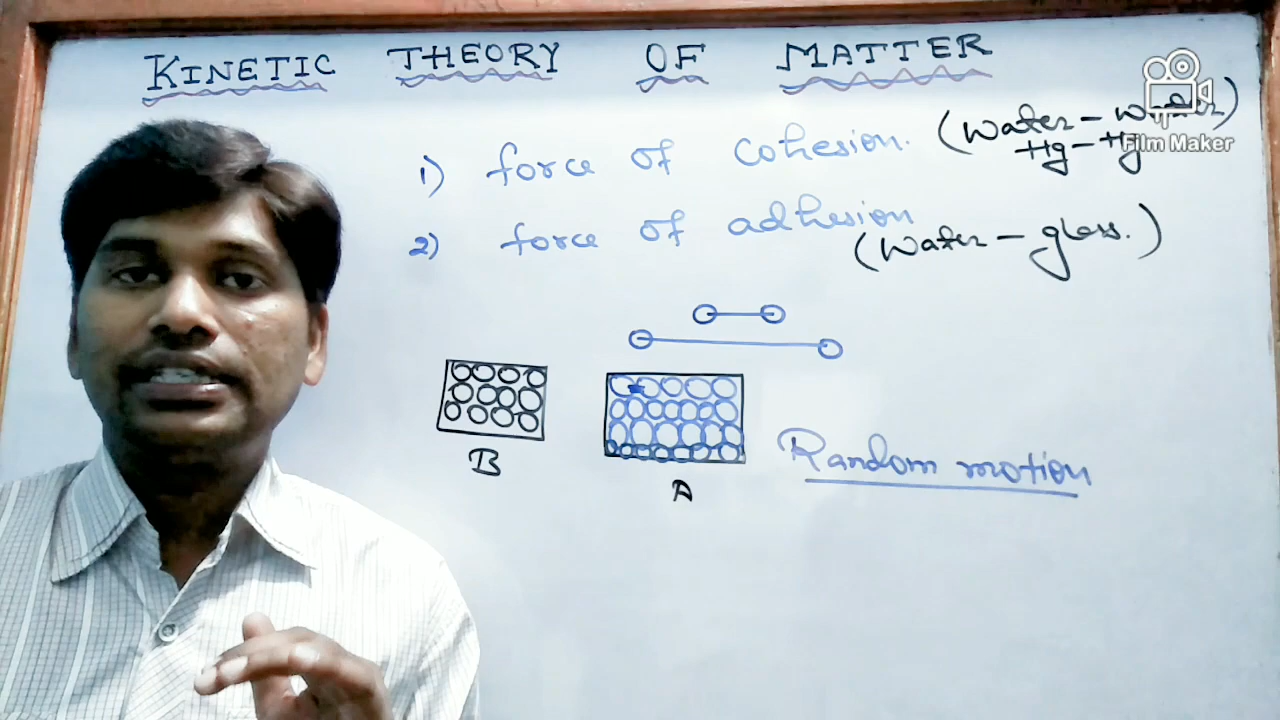 KINETIC THEORY OF MATTER
1) force of cohesion. (Water - water)
Hg - Hg
Film Maker
2) force of adhesion
(Water - glass.)
B
A
Random motion